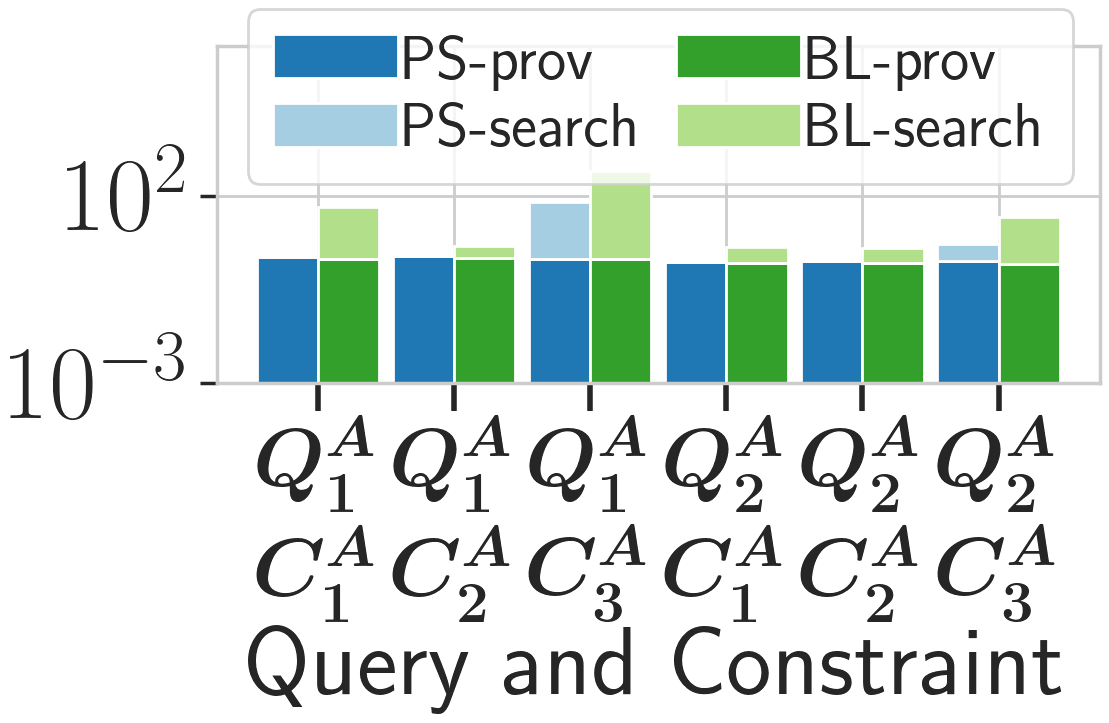 PS-prov BL-prov
PS-search BL-search
10^2
10^{-3}
Q_1^A Q_1^A Q_1^A Q_2^A Q_2^A Q_2^A
C_1^A C_2^A C_3^A C_1^A C_2^A C_3^A
Query and Constraint